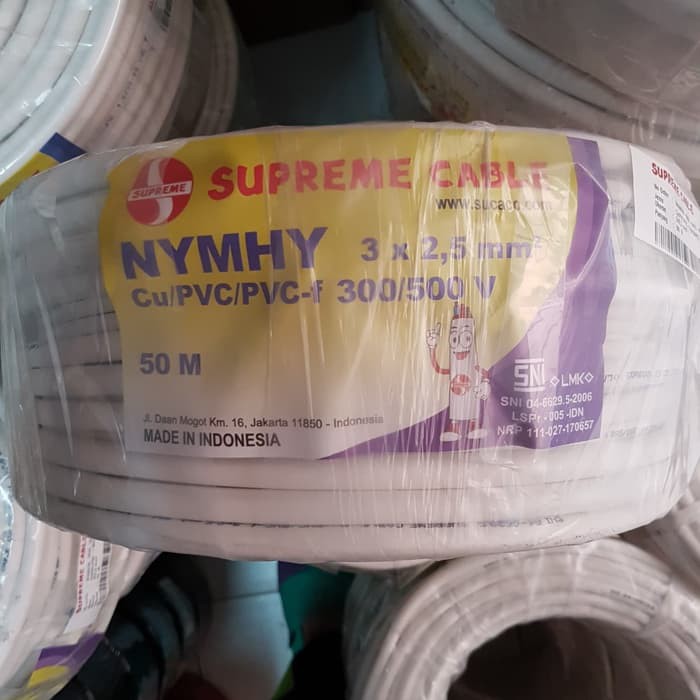 SUPREME
SUPREME CABLE
www.sucaco.com
NYMHY 3 x 2,5 mm²
Cu/PVC/PVC-f 300/500 V
50 M
SNI LMK
SNI 04-6629.5-2006
LSPr - 005 -IDN
NRP 111-027-170657
Jl. Daan Mogot Km. 16, Jakarta 11850 - Indonesia
MADE IN INDONESIA
SUPREME CABLE